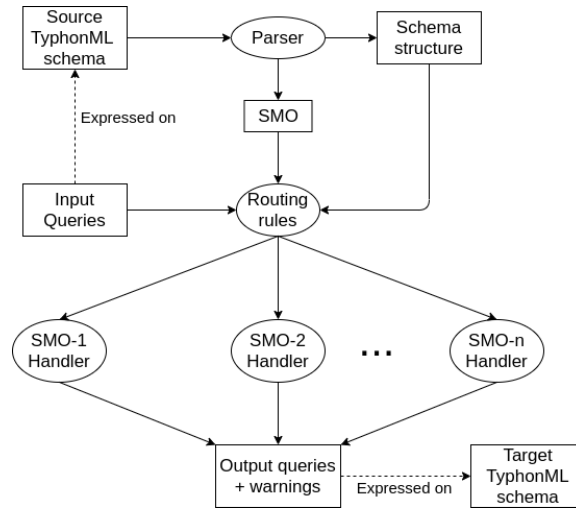 Source
TyphonML
schema
Parser
Schema
structure
Expressed on
SMO
Input
Queries
Routing
rules
SMO-1
Handler
SMO-2
Handler
...
SMO-n
Handler
Output queries
+ warnings
Expressed on
Target
TyphonML
schema